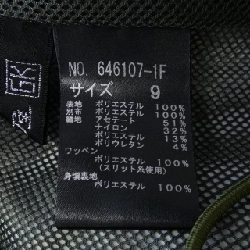 NO. 646107-1F
サイズ 9
表地 ポリエステル 100%
別布 ポリエステル 100%
アセテート 51%
ナイロン 32%
ポリエステル 13%
ポリウレタン 4%
ワッペン
ポリエステル 100%
(スリット糸使用)
身頃裏地
ポリエステル 100%